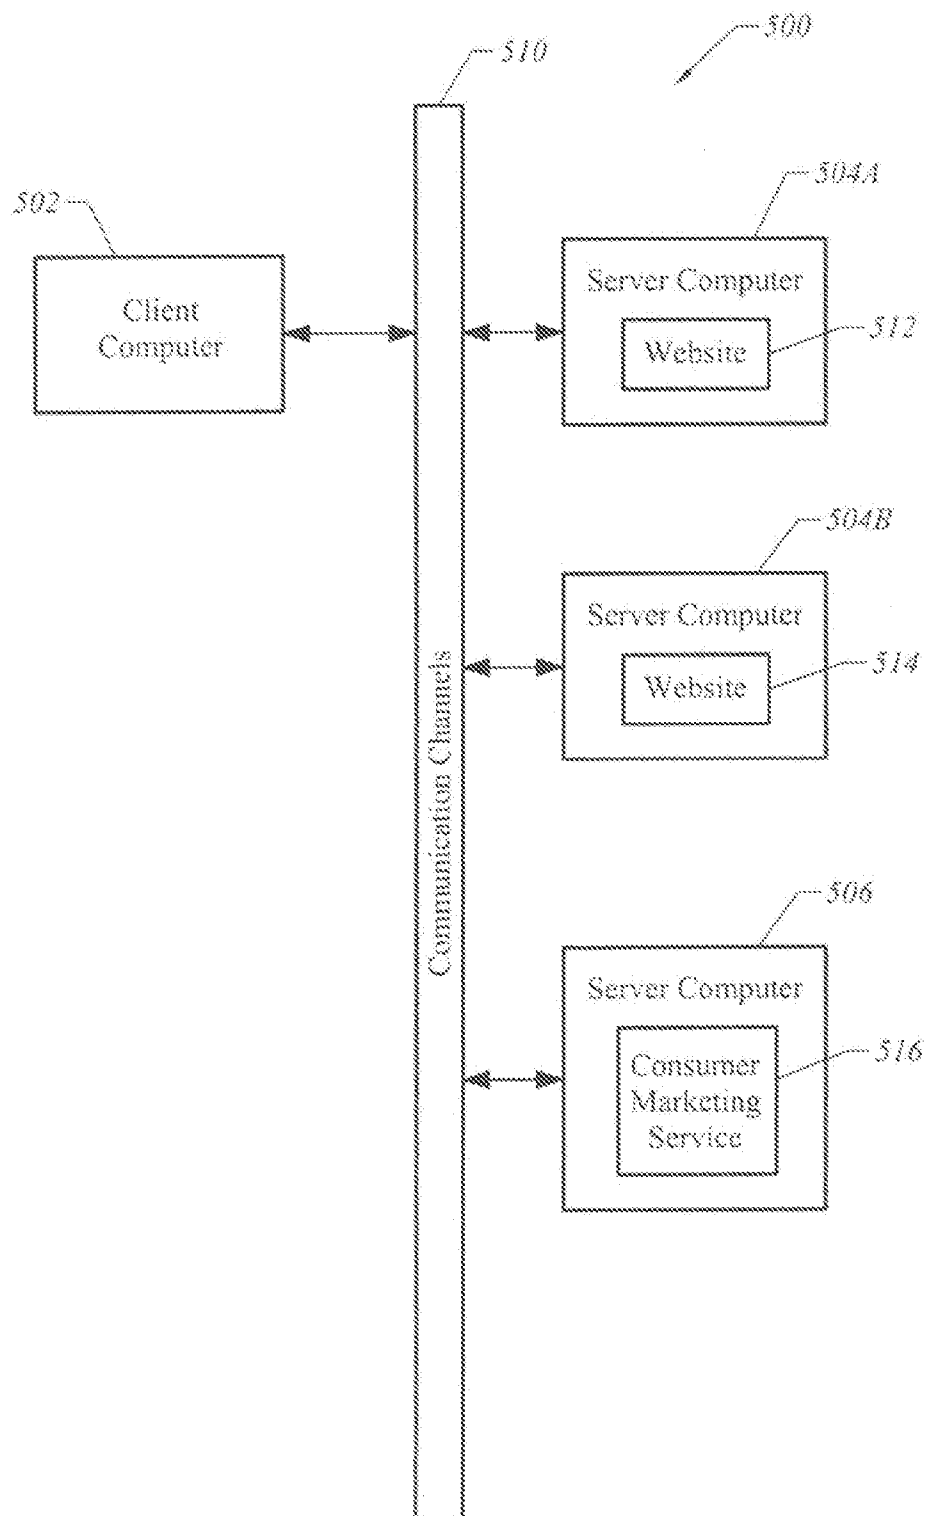 500
510
504A
502
Server Computer
Client
Computer
Website
512
504B
Server Computer
Website
514
Communication Channels
506
Server Computer
Consumer
Marketing
Service
516